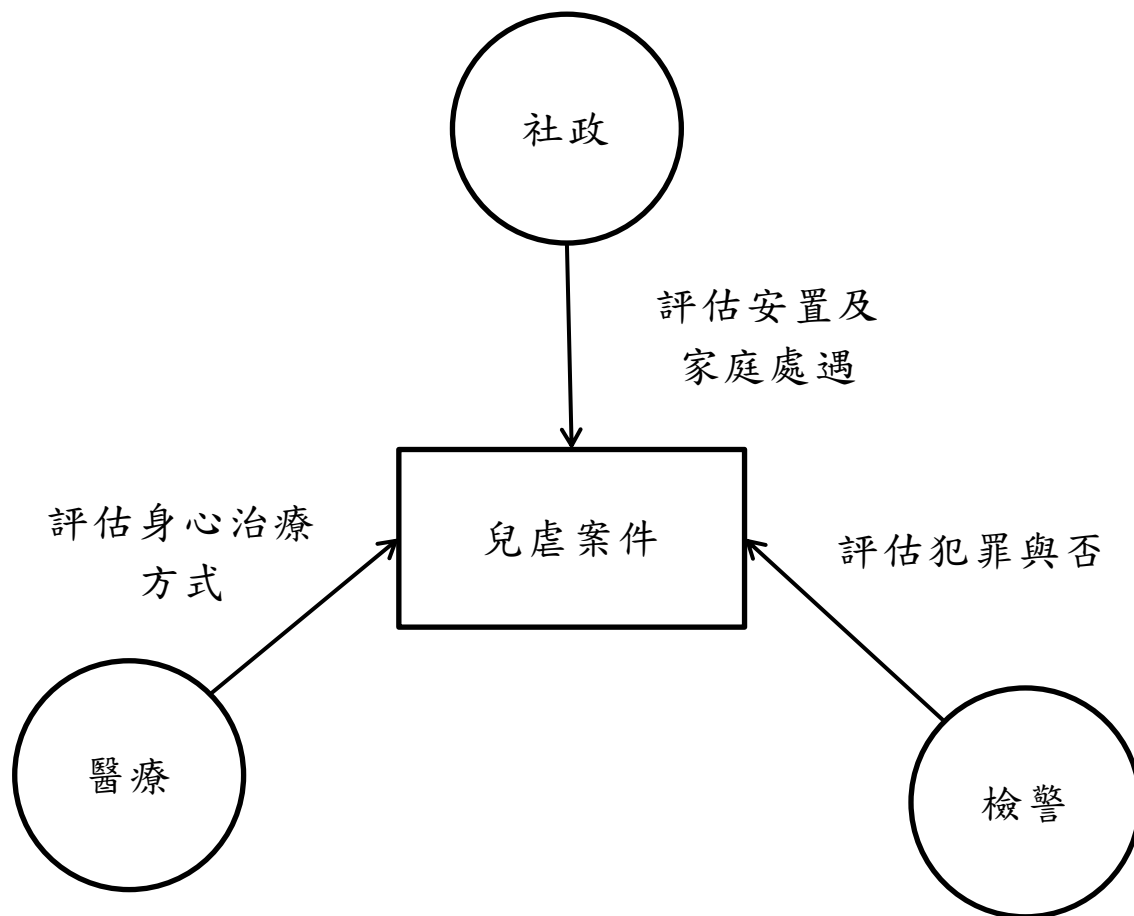 社政
評估安置及
家庭處遇
評估身心治療
方式
兒虐案件
評估犯罪與否
醫療
檢警